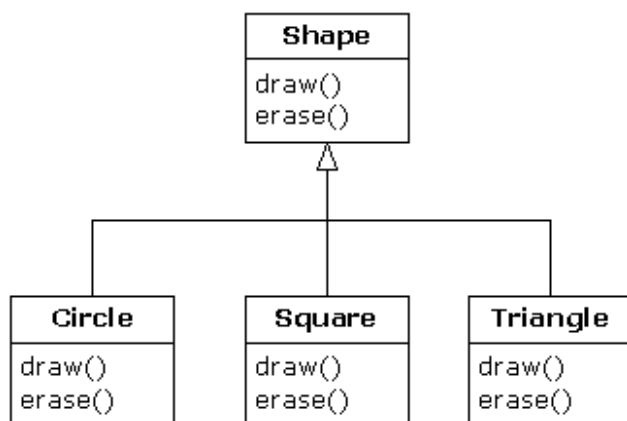 Shape
draw()
erase()
Circle
draw()
erase()
Square
draw()
erase()
Triangle
draw()
erase()